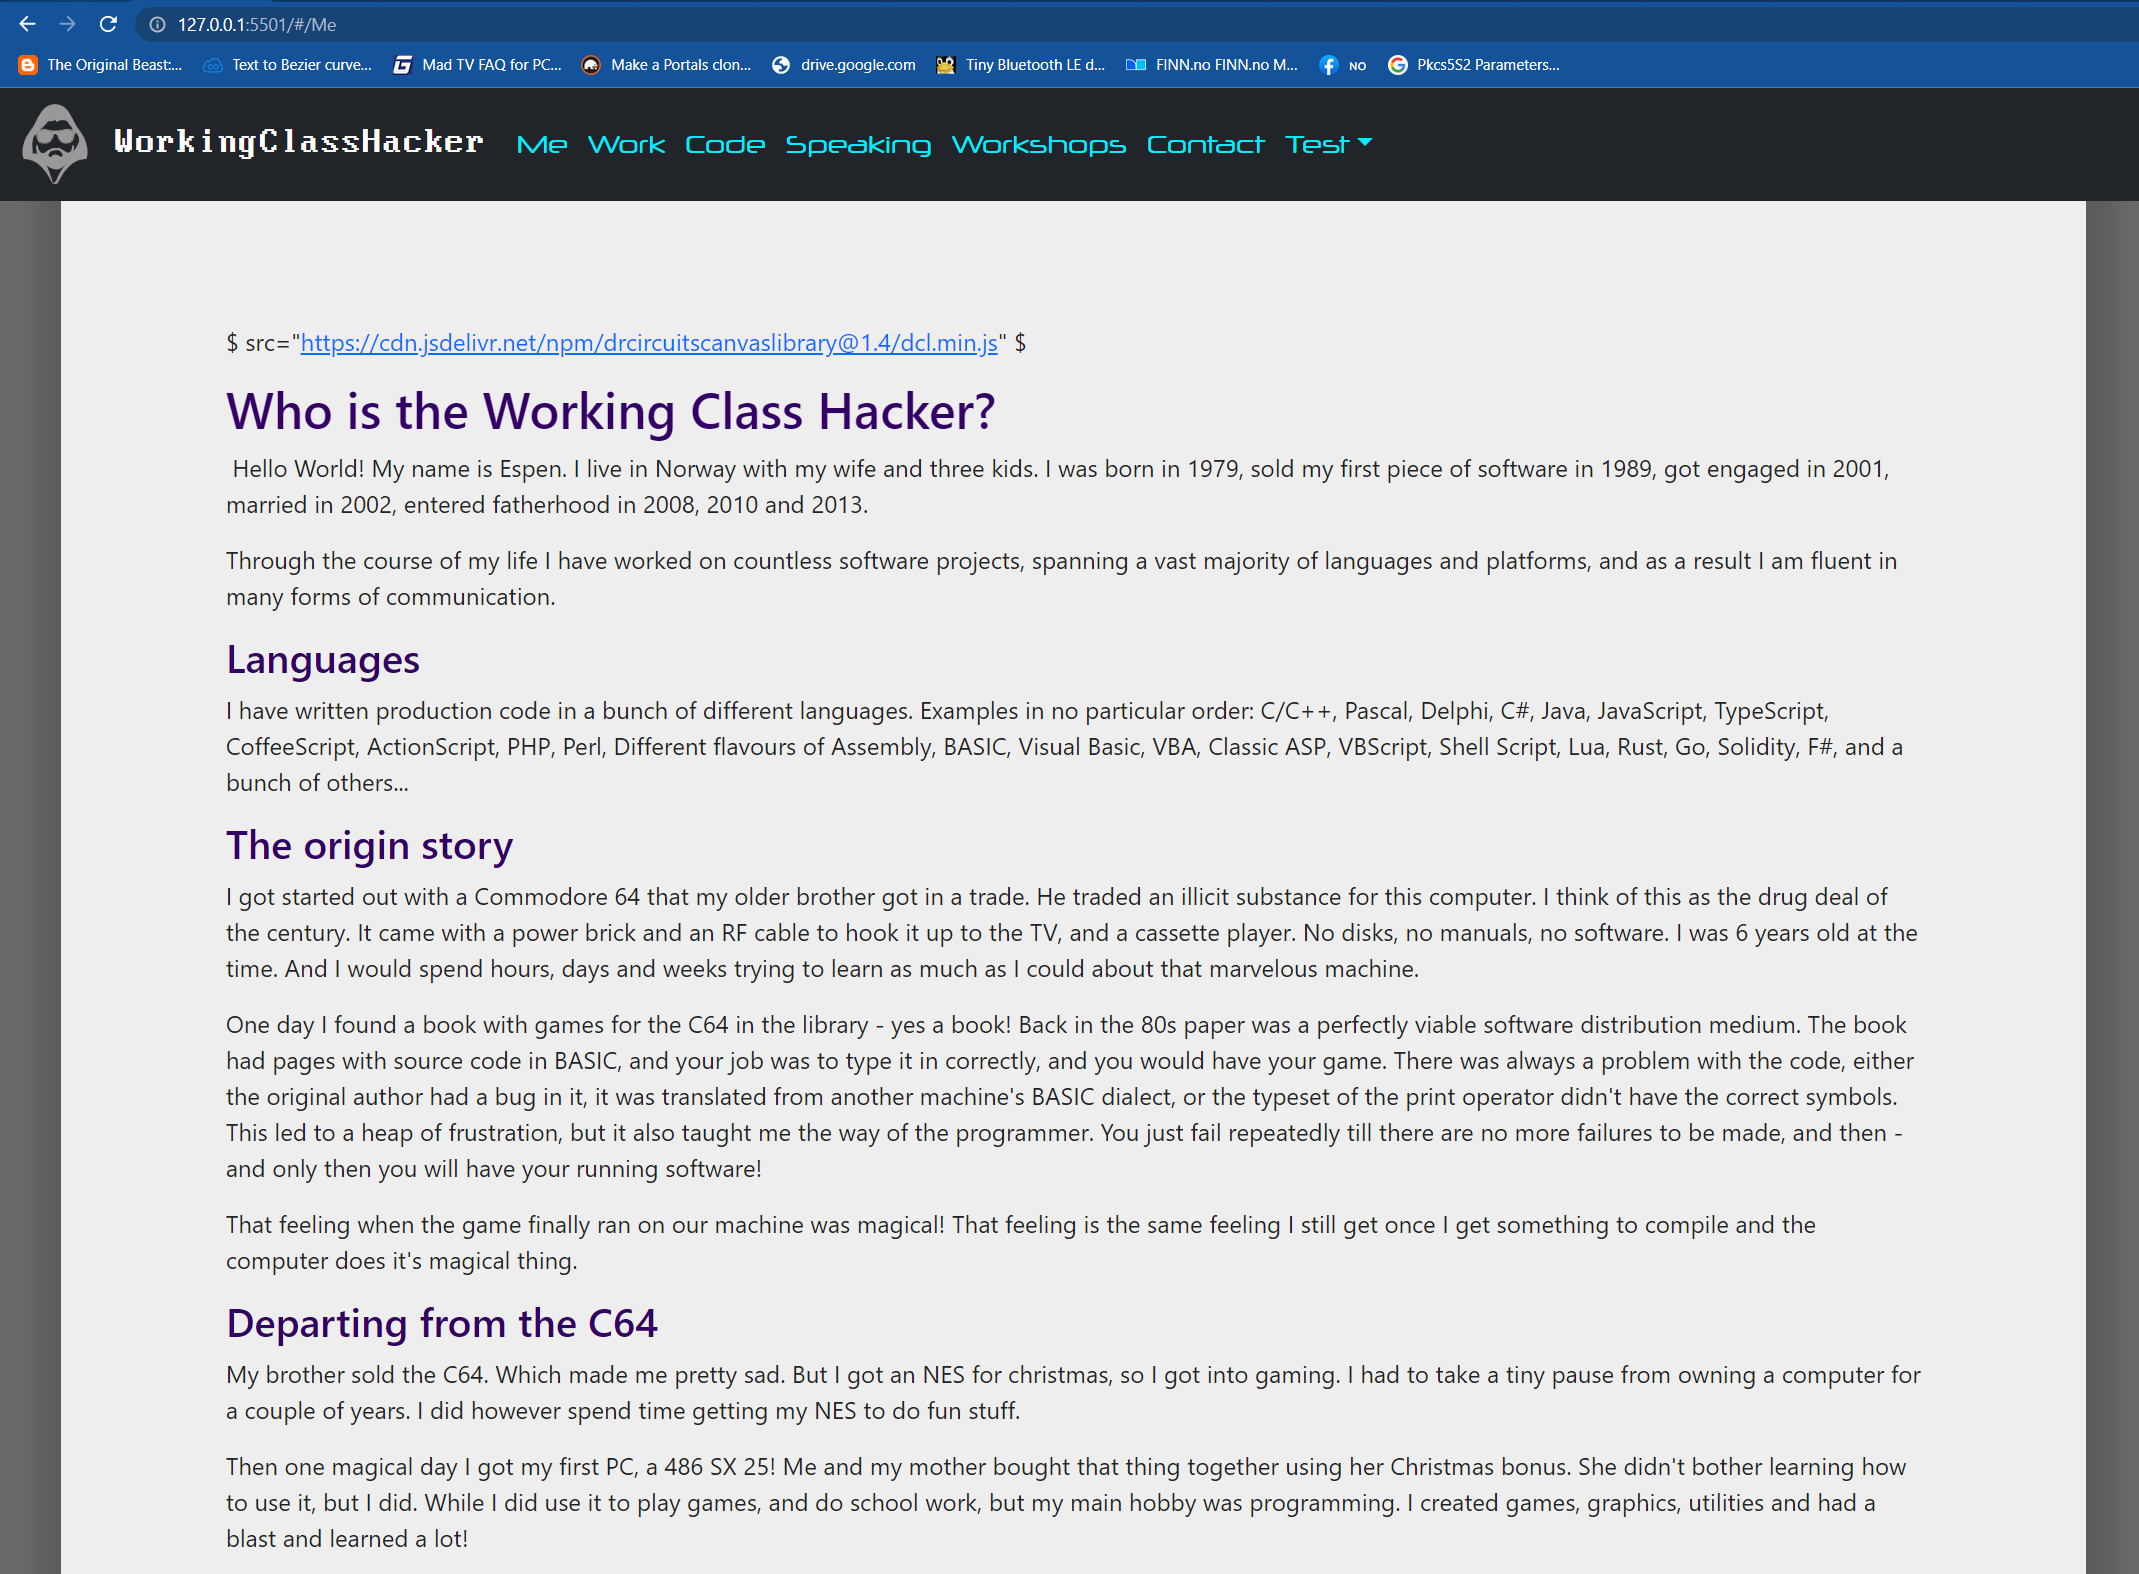 127.0.0.1:5501/#/Me
The Original Beast:... Text to Bezier curve... Mad TV FAQ for PC... Make a Portals clon... drive.google.com Tiny Bluetooth LE d... FINN.no FINN.no M... NO Pkcs5S2 Parameters...
WorkingClassHacker Me Work Code Speaking Workshops Contact Test
$ src="https://cdn.jsdelivr.net/npm/drcircuitscanvaslibrary@1.4/dcl.min.js" $
Who is the Working Class Hacker?
Hello World! My name is Espen. I live in Norway with my wife and three kids. I was born in 1979, sold my first piece of software in 1989, got engaged in 2001,
married in 2002, entered fatherhood in 2008, 2010 and 2013.
Through the course of my life I have worked on countless software projects, spanning a vast majority of languages and platforms, and as a result I am fluent in
many forms of communication.
Languages
I have written production code in a bunch of different languages. Examples in no particular order: C/C++, Pascal, Delphi, C#, Java, JavaScript, TypeScript,
CoffeeScript, ActionScript, PHP, Perl, Different flavours of Assembly, BASIC, Visual Basic, VBA, Classic ASP, VBScript, Shell Script, Lua, Rust, Go, Solidity, F#, and a
bunch of others...
The origin story
I got started out with a Commodore 64 that my older brother got in a trade. He traded an illicit substance for this computer. I think of this as the drug deal of
the century. It came with a power brick and an RF cable to hook it up to the TV, and a cassette player. No disks, no manuals, no software. I was 6 years old at the
time. And I would spend hours, days and weeks trying to learn as much as I could about that marvelous machine.
One day I found a book with games for the C64 in the library - yes a book! Back in the 80s paper was a perfectly viable software distribution medium. The book
had pages with source code in BASIC, and your job was to type it in correctly, and you would have your game. There was always a problem with the code, either
the original author had a bug in it, it was translated from another machine's BASIC dialect, or the typeset of the print operator didn't have the correct symbols.
This led to a heap of frustration, but it also taught me the way of the programmer. You just fail repeatedly till there are no more failures to be made, and then -
and only then you will have your running software!
That feeling when the game finally ran on our machine was magical! That feeling is the same feeling I still get once I get something to compile and the
computer does it's magical thing.
Departing from the C64
My brother sold the C64. Which made me pretty sad. But I got an NES for christmas, so I got into gaming. I had to take a tiny pause from owning a computer for
a couple of years. I did however spend time getting my NES to do fun stuff.
Then one magical day I got my first PC, a 486 SX 25! Me and my mother bought that thing together using her Christmas bonus. She didn't bother learning how
to use it, but I did. While I did use it to play games, and do school work, but my main hobby was programming. I created games, graphics, utilities and had a
blast and learned a lot!